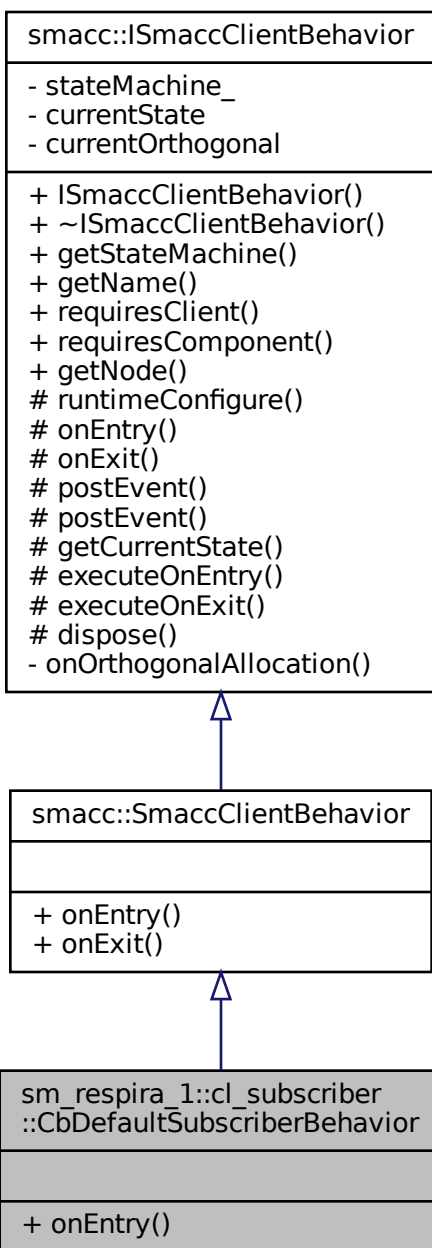 smacc::ISmaccClientBehavior
- stateMachine_
- currentState
- currentOrthogonal
+ ISmaccClientBehavior()
+ ~ISmaccClientBehavior()
+ getStateMachine()
+ getName()
+ requiresClient()
+ requiresComponent()
+ getNode()
# runtimeConfigure()
# onEntry()
# onExit()
# postEvent()
# postEvent()
# getCurrentState()
# executeOnEntry()
# executeOnExit()
# dispose()
- onOrthogonalAllocation()
smacc::SmaccClientBehavior
+ onEntry()
+ onExit()
sm_respira_1::cl_subscriber
::CbDefaultSubscriberBehavior
+ onEntry()